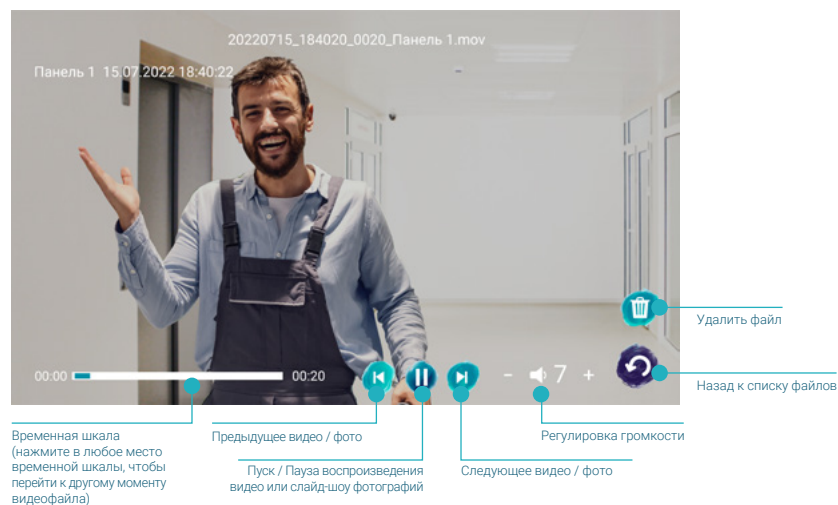 20220715_184020_0020_Панель 1.mov
Панель 1 15.07.2022 18:40:22
Удалить файл
00:00
00:20
- 7 +
Назад к списку файлов
Временная шкала
(нажмите в любое место
временной шкалы, чтобы
перейти к другому моменту
видеофайла)
Предыдущее видео / фото
Пуск / Пауза воспроизведения
видео или слайд-шоу фотографий
Следующее видео / фото
Регулировка громкости